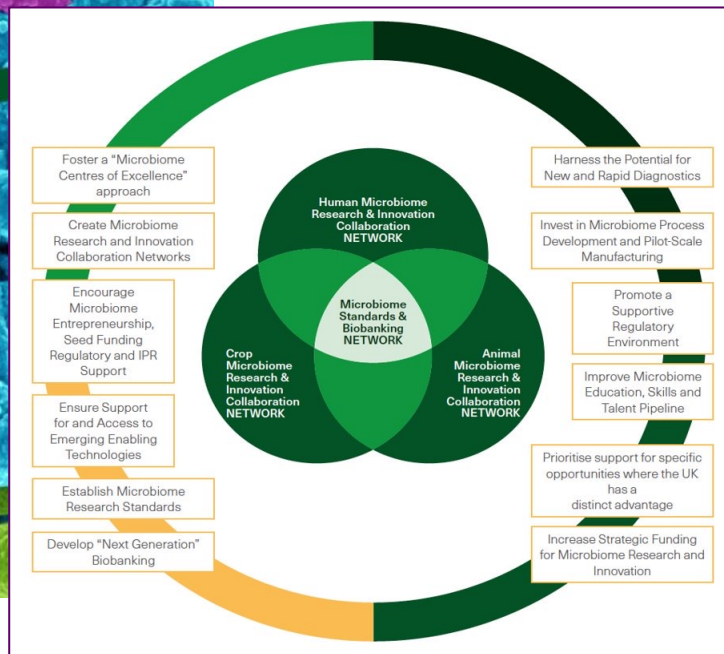 Foster a "Microbiome
Centres of Excellence"
approach
Create Microbiome
Research and Innovation
Collaboration Networks
Encourage
Microbiome
Entrepreneurship,
Seed Funding
Regulatory and IPR
Support
Ensure Support
for and Access to
Emerging Enabling
Technologies
Establish Microbiome
Research Standards
Develop "Next Generation"
Biobanking
Human Microbiome
Research & Innovation
Collaboration
NETWORK
Microbiome
Standards &
Biobanking
NETWORK
Crop
Microbiome
Research &
Innovation
Collaboration
NETWORK
Animal
Microbiome
Research &
Innovation
Collaboration
NETWORK
Harness the Potential for
New and Rapid Diagnostics
Invest in Microbiome Process
Development and Pilot-Scale
Manufacturing
Promote a
Supportive
Regulatory
Environment
Improve Microbiome
Education, Skills and
Talent Pipeline
Prioritise support for specific
opportunities where the UK
has a
distinct advantage
Increase Strategic Funding
for Microbiome Research and
Innovation